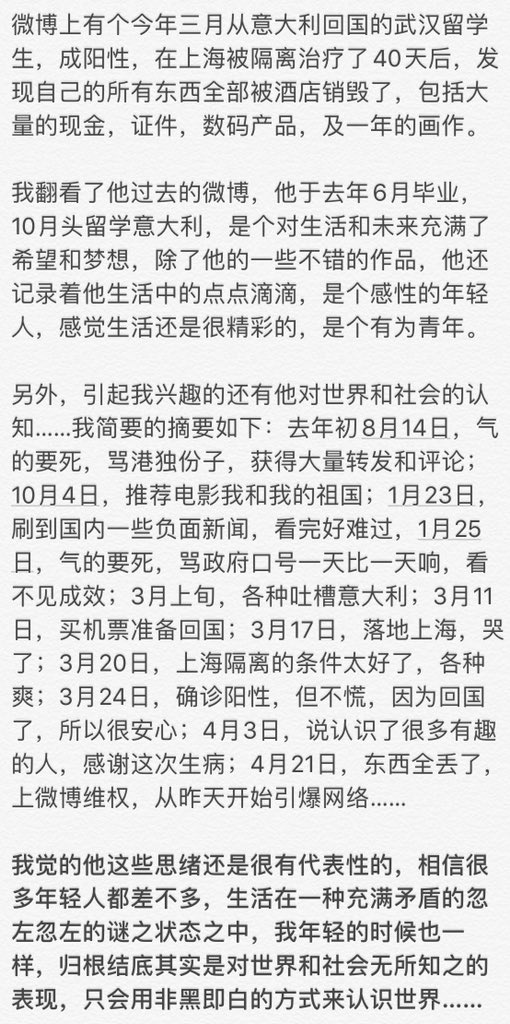 微博上有个今年三月从意大利回国的武汉留学
生，成阳性，在上海被隔离治疗了40天后，发
现自己的所有东西全部被酒店销毁了，包括大
量的现金，证件，数码产品，及一年的画作。
我翻看了他过去的微博，他于去年6月毕业，
10月头留学意大利，是个对生活和未来充满了
希望和梦想，除了他的一些不错的作品，他还
记录着他生活中的点点滴滴，是个感性的年轻
人，感觉生活还是很精彩的，是个有为青年。
另外，引起我兴趣的还有他对世界和社会的认
知……我简要的摘要如下：去年初8月14日，气
的要死，骂港独份子，获得大量转发和评论；
10月4日，推荐电影我和我的祖国；1月23日，
刷到国内一些负面新闻，看完好难过，1月25
日，气的要死，骂政府口号一天比一天响，看
不见成效；3月上旬，各种吐槽意大利；3月11
日，买机票准备回国；3月17日，落地上海，哭
了；3月20日，上海隔离的条件太好了，各种
爽；3月24日，确诊阳性，但不慌，因为回国
了，所以很安心；4月3日，说认识了很多有趣
的人，感谢这次生病；4月21日，东西全丢了，
上微博维权，从昨天开始引爆网络……
我觉的他这些思绪还是很有代表性的，相信很
多年轻人都差不多，生活在一种充满矛盾的忽
左忽左的谜之状态之中，我年轻的时候也一
样，归根结底其实是对世界和社会无所知之的
表现，只会用非黑即白的方式来认识世界……